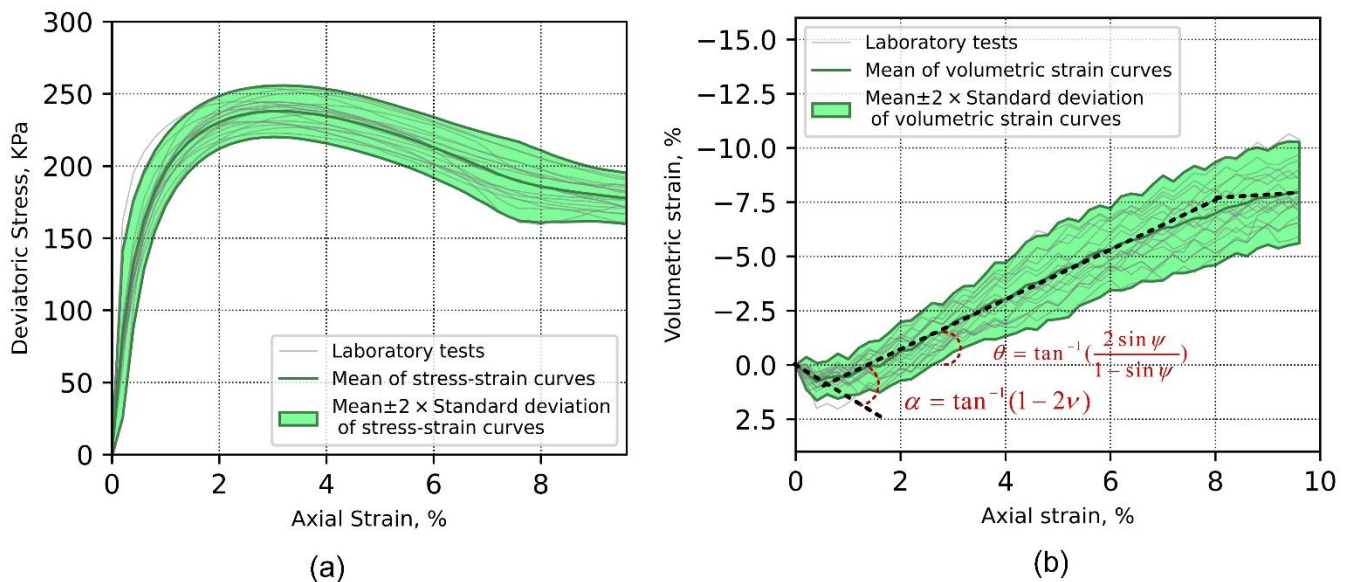 (a)
300
250
200
150
100
50
0
Deviatoric Stress, KPa
Laboratory tests
Mean of stress-strain curves
Mean±2 × Standard deviation
of stress-strain curves
0 2 4 6 8
Axial Strain, %
(a)
(b)
−15.0
−12.5
−10.0
−7.5
−5.0
−2.5
0.0
2.5
Volumetric strain, %
Laboratory tests
Mean of volumetric strain curves
Mean±2 × Standard deviation
of volumetric strain curves
θ = tan⁻¹(2 sin ψ / 1 − sin ψ)
α = tan⁻¹(1 − 2ν)
0 2 4 6 8 10
Axial strain, %
(b)